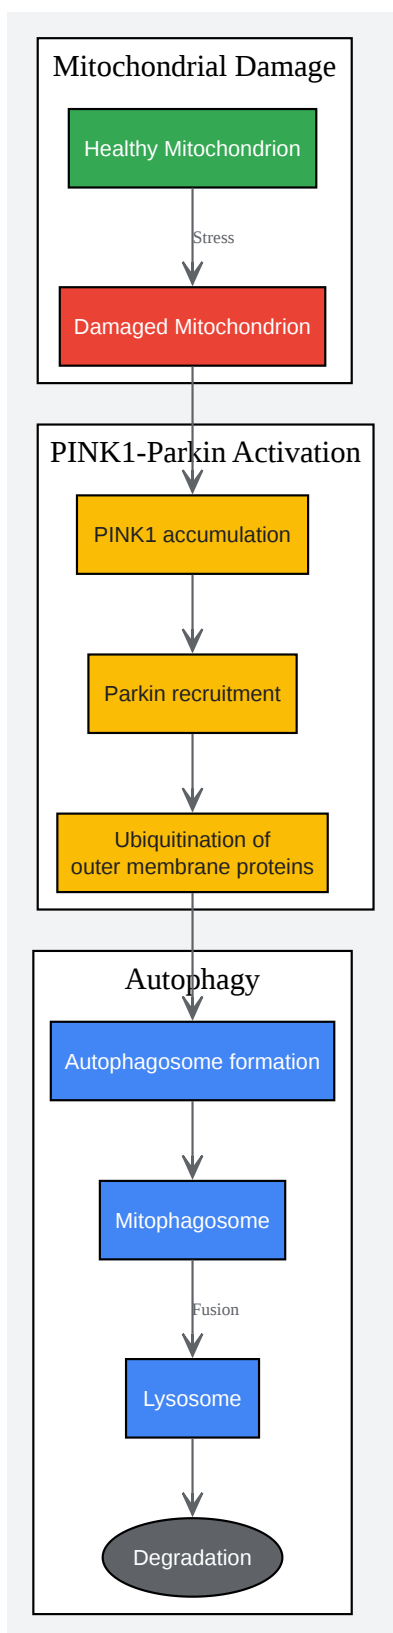 Mitochondrial Damage
Healthy Mitochondrion
Stress
Damaged Mitochondrion
PINK1-Parkin Activation
PINK1 accumulation
Parkin recruitment
Ubiquitination of
outer membrane proteins
Autophagy
Autophagosome formation
Mitophagosome
Fusion
Lysosome
Degradation